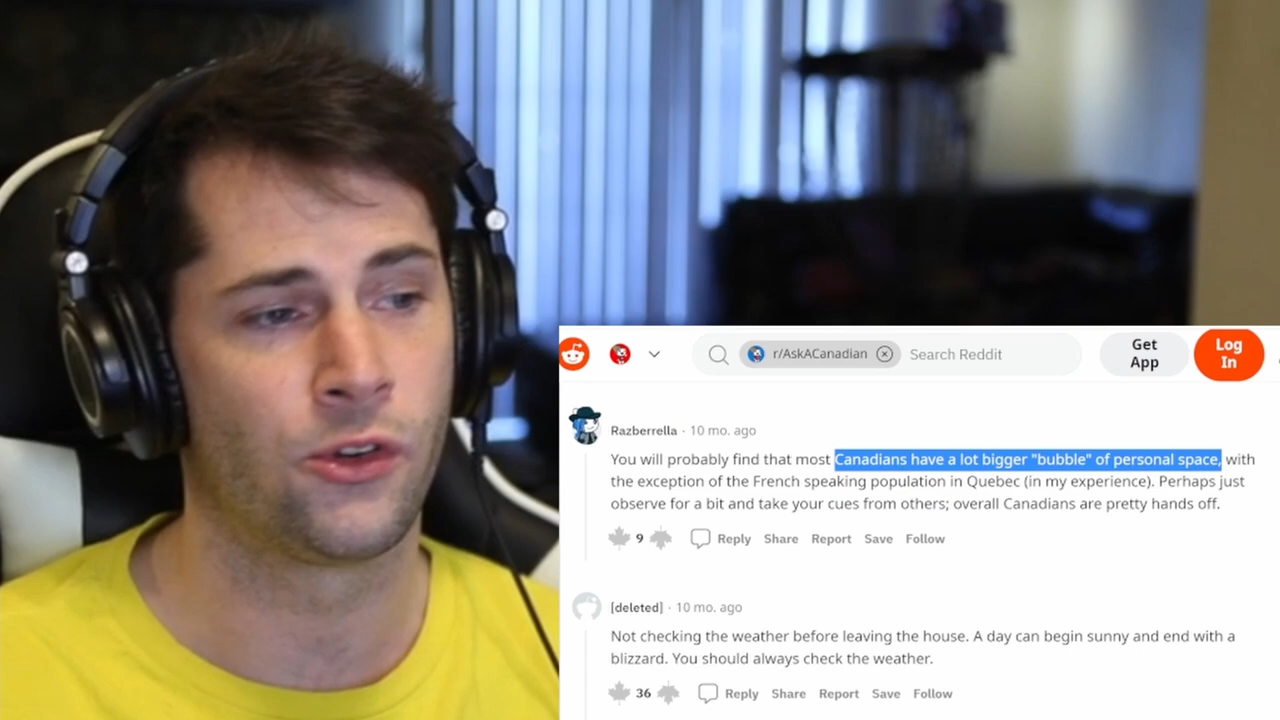 r/AskACanadian
Search Reddit
Get
App
Log
In
Razberrella · 10 mo. ago
You will probably find that most Canadians have a lot bigger "bubble" of personal space, with
the exception of the French speaking population in Quebec (in my experience). Perhaps just
observe for a bit and take your cues from others; overall Canadians are pretty hands off.
9 Reply Share Report Save Follow
[deleted] · 10 mo. ago
Not checking the weather before leaving the house. A day can begin sunny and end with a
blizzard. You should always check the weather.
36 Reply Share Report Save Follow